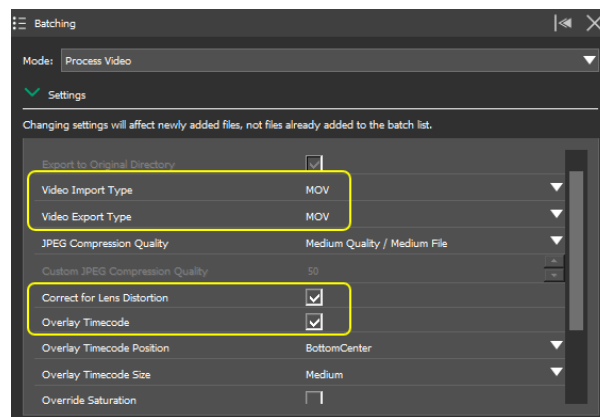 Batching
Mode: Process Video
Settings
Changing settings will affect newly added files, not files already added to the batch list.
Export to Original Directory
Video Import Type MOV
Video Export Type MOV
JPEG Compression Quality Medium Quality / Medium File
Custom JPEG Compression Quality 50
Correct for Lens Distortion
Overlay Timecode
Overlay Timecode Position BottomCenter
Overlay Timecode Size Medium
Override Saturation